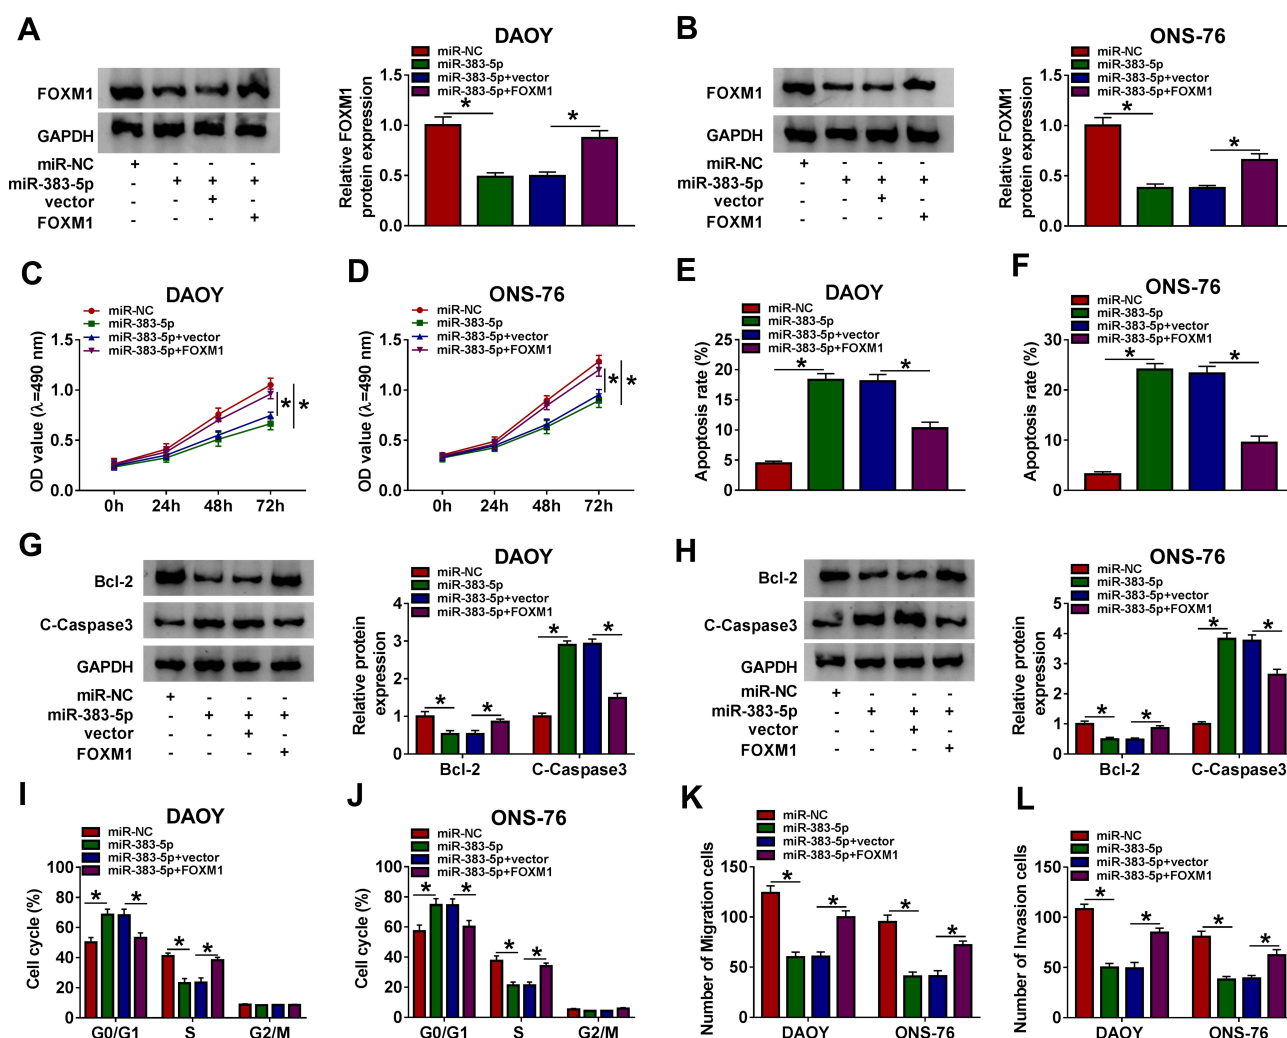 A
DAOY
miR-NC
miR-383-5p
miR-383-5p+vector
miR-383-5p+FOXM1
FOXM1
GAPDH
miR-NC + - - -
miR-383-5p - + + +
vector - - + -
FOXM1 - - - +
Relative FOXM1
protein expression
1.5
1.0
0.5
0.0
* *
B
ONS-76
miR-NC
miR-383-5p
miR-383-5p+vector
miR-383-5p+FOXM1
FOXM1
GAPDH
miR-NC + - - -
miR-383-5p - + + +
vector - - + -
FOXM1 - - - +
Relative FOXM1
protein expression
1.5
1.0
0.5
0.0
* *
C
DAOY
miR-NC
miR-383-5p
miR-383-5p+vector
miR-383-5p+FOXM1
OD value (λ=490 nm)
1.5
1.0
0.5
0.0
* *
0h 24h 48h 72h
D
ONS-76
miR-NC
miR-383-5p
miR-383-5p+vector
miR-383-5p+FOXM1
OD value (λ=490 nm)
1.5
1.0
0.5
0.0
* *
0h 24h 48h 72h
E
DAOY
miR-NC
miR-383-5p
miR-383-5p+vector
miR-383-5p+FOXM1
Apoptosis rate (%)
25
20
15
10
5
0
* *
F
ONS-76
miR-NC
miR-383-5p
miR-383-5p+vector
miR-383-5p+FOXM1
Apoptosis rate (%)
30
20
10
0
* *
G
DAOY
miR-NC
miR-383-5p
miR-383-5p+vector
miR-383-5p+FOXM1
Bcl-2
C-Caspase3
GAPDH
miR-NC + - - -
miR-383-5p - + + +
vector - - + -
FOXM1 - - - +
Relative protein
expression
4
3
2
1
0
* * * *
Bcl-2 C-Caspase3
H
ONS-76
miR-NC
miR-383-5p
miR-383-5p+vector
miR-383-5p+FOXM1
Bcl-2
C-Caspase3
GAPDH
miR-NC + - - -
miR-383-5p - + + +
vector - - + -
FOXM1 - - - +
Relative protein
expression
5
4
3
2
1
0
* * * *
Bcl-2 C-Caspase3
I
DAOY
miR-NC
miR-383-5p
miR-383-5p+vector
miR-383-5p+FOXM1
Cell cycle (%)
100
80
60
40
20
0
* * * *
G0/G1 S G2/M
J
ONS-76
miR-NC
miR-383-5p
miR-383-5p+vector
miR-383-5p+FOXM1
Cell cycle (%)
100
80
60
40
20
0
* * * *
G0/G1 S G2/M
K
miR-NC
miR-383-5p
miR-383-5p+vector
miR-383-5p+FOXM1
Number of Migration cells
150
100
50
0
* * * *
DAOY ONS-76
L
miR-NC
miR-383-5p
miR-383-5p+vector
miR-383-5p+FOXM1
Number of Invasion cells
150
100
50
0
* * * *
DAOY ONS-76